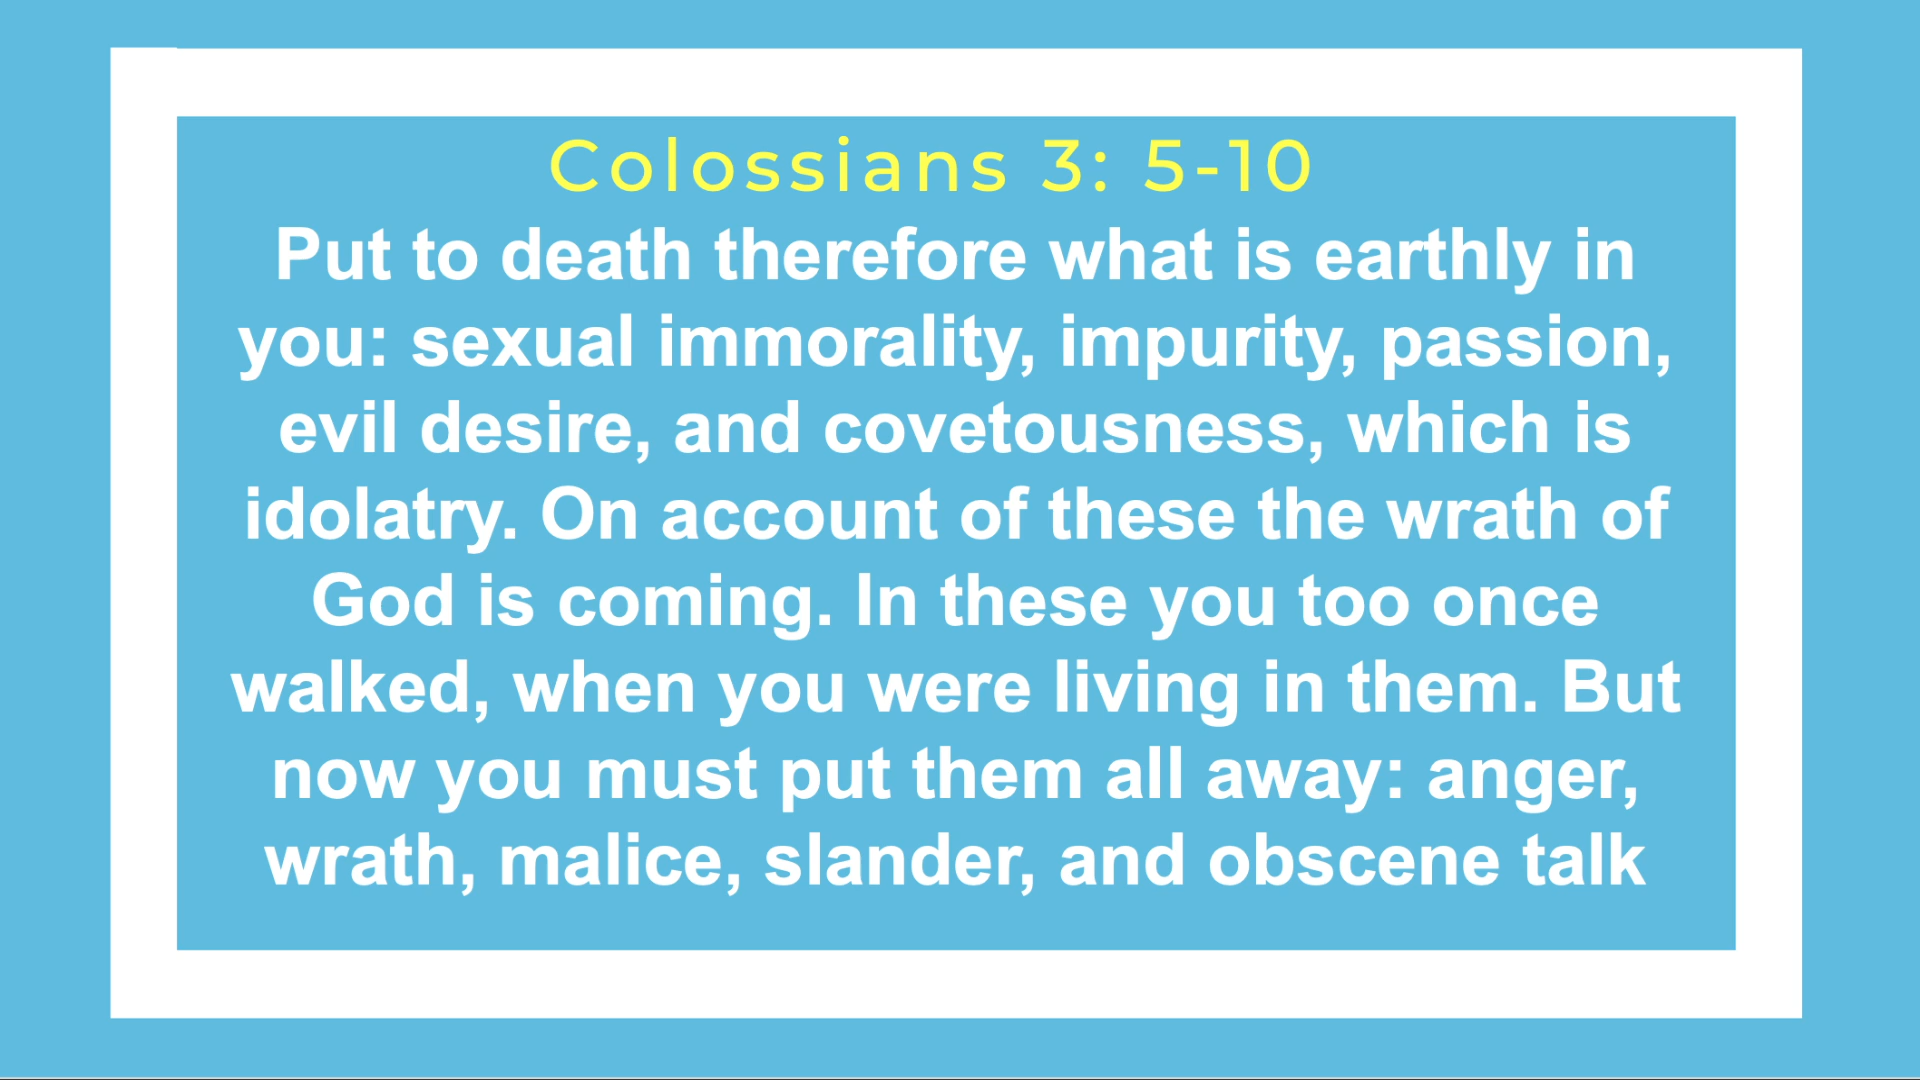 Colossians 3: 5-10
Put to death therefore what is earthly in
you: sexual immorality, impurity, passion,
evil desire, and covetousness, which is
idolatry. On account of these the wrath of
God is coming. In these you too once
walked, when you were living in them. But
now you must put them all away: anger,
wrath, malice, slander, and obscene talk